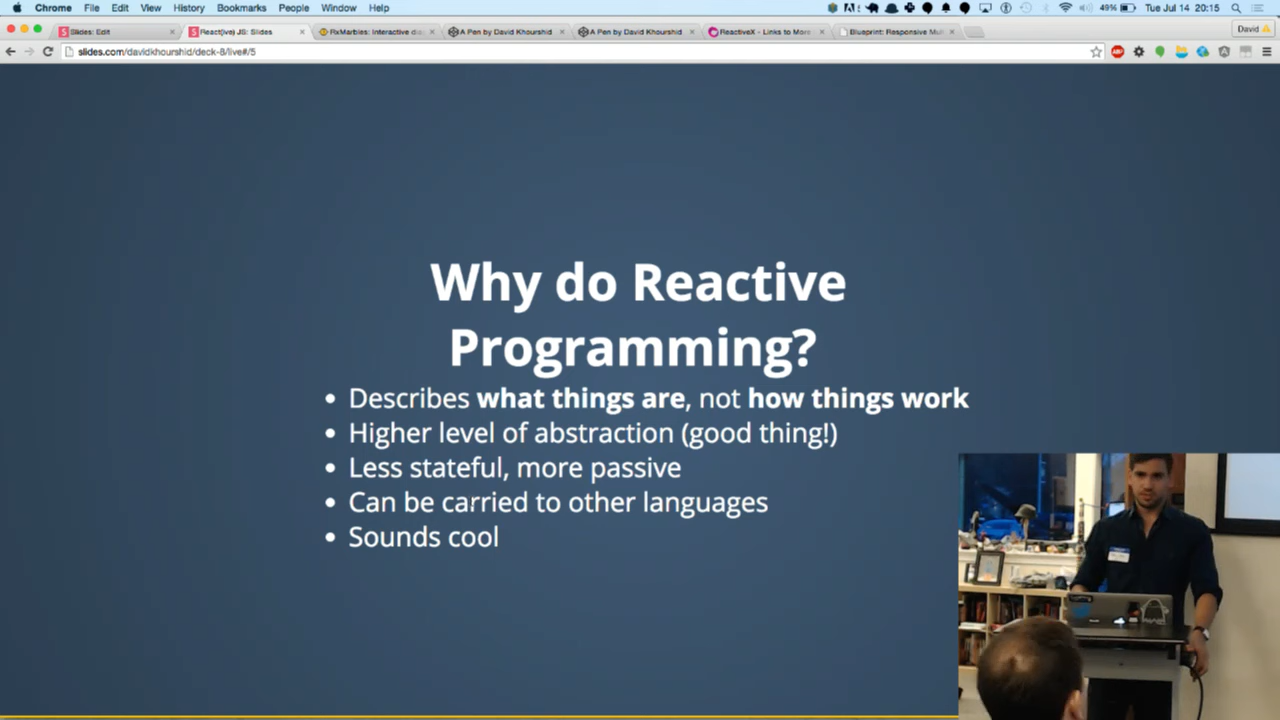 Chrome File Edit View History Bookmarks People Window Help 49% Tue Jul 14 20:15
Slides: Edit React(ive) JS: Slides RxMarbles: Interactive di A Pen by David Khourshid A Pen by David Khourshid ReactiveX - Links to More Blueprint: Responsive Mul David
slides.com/davidkhourshid/deck-8/live#/5
Why do Reactive
Programming?
• Describes what things are, not how things work
• Higher level of abstraction (good thing!)
• Less stateful, more passive
• Can be carried to other languages
• Sounds cool